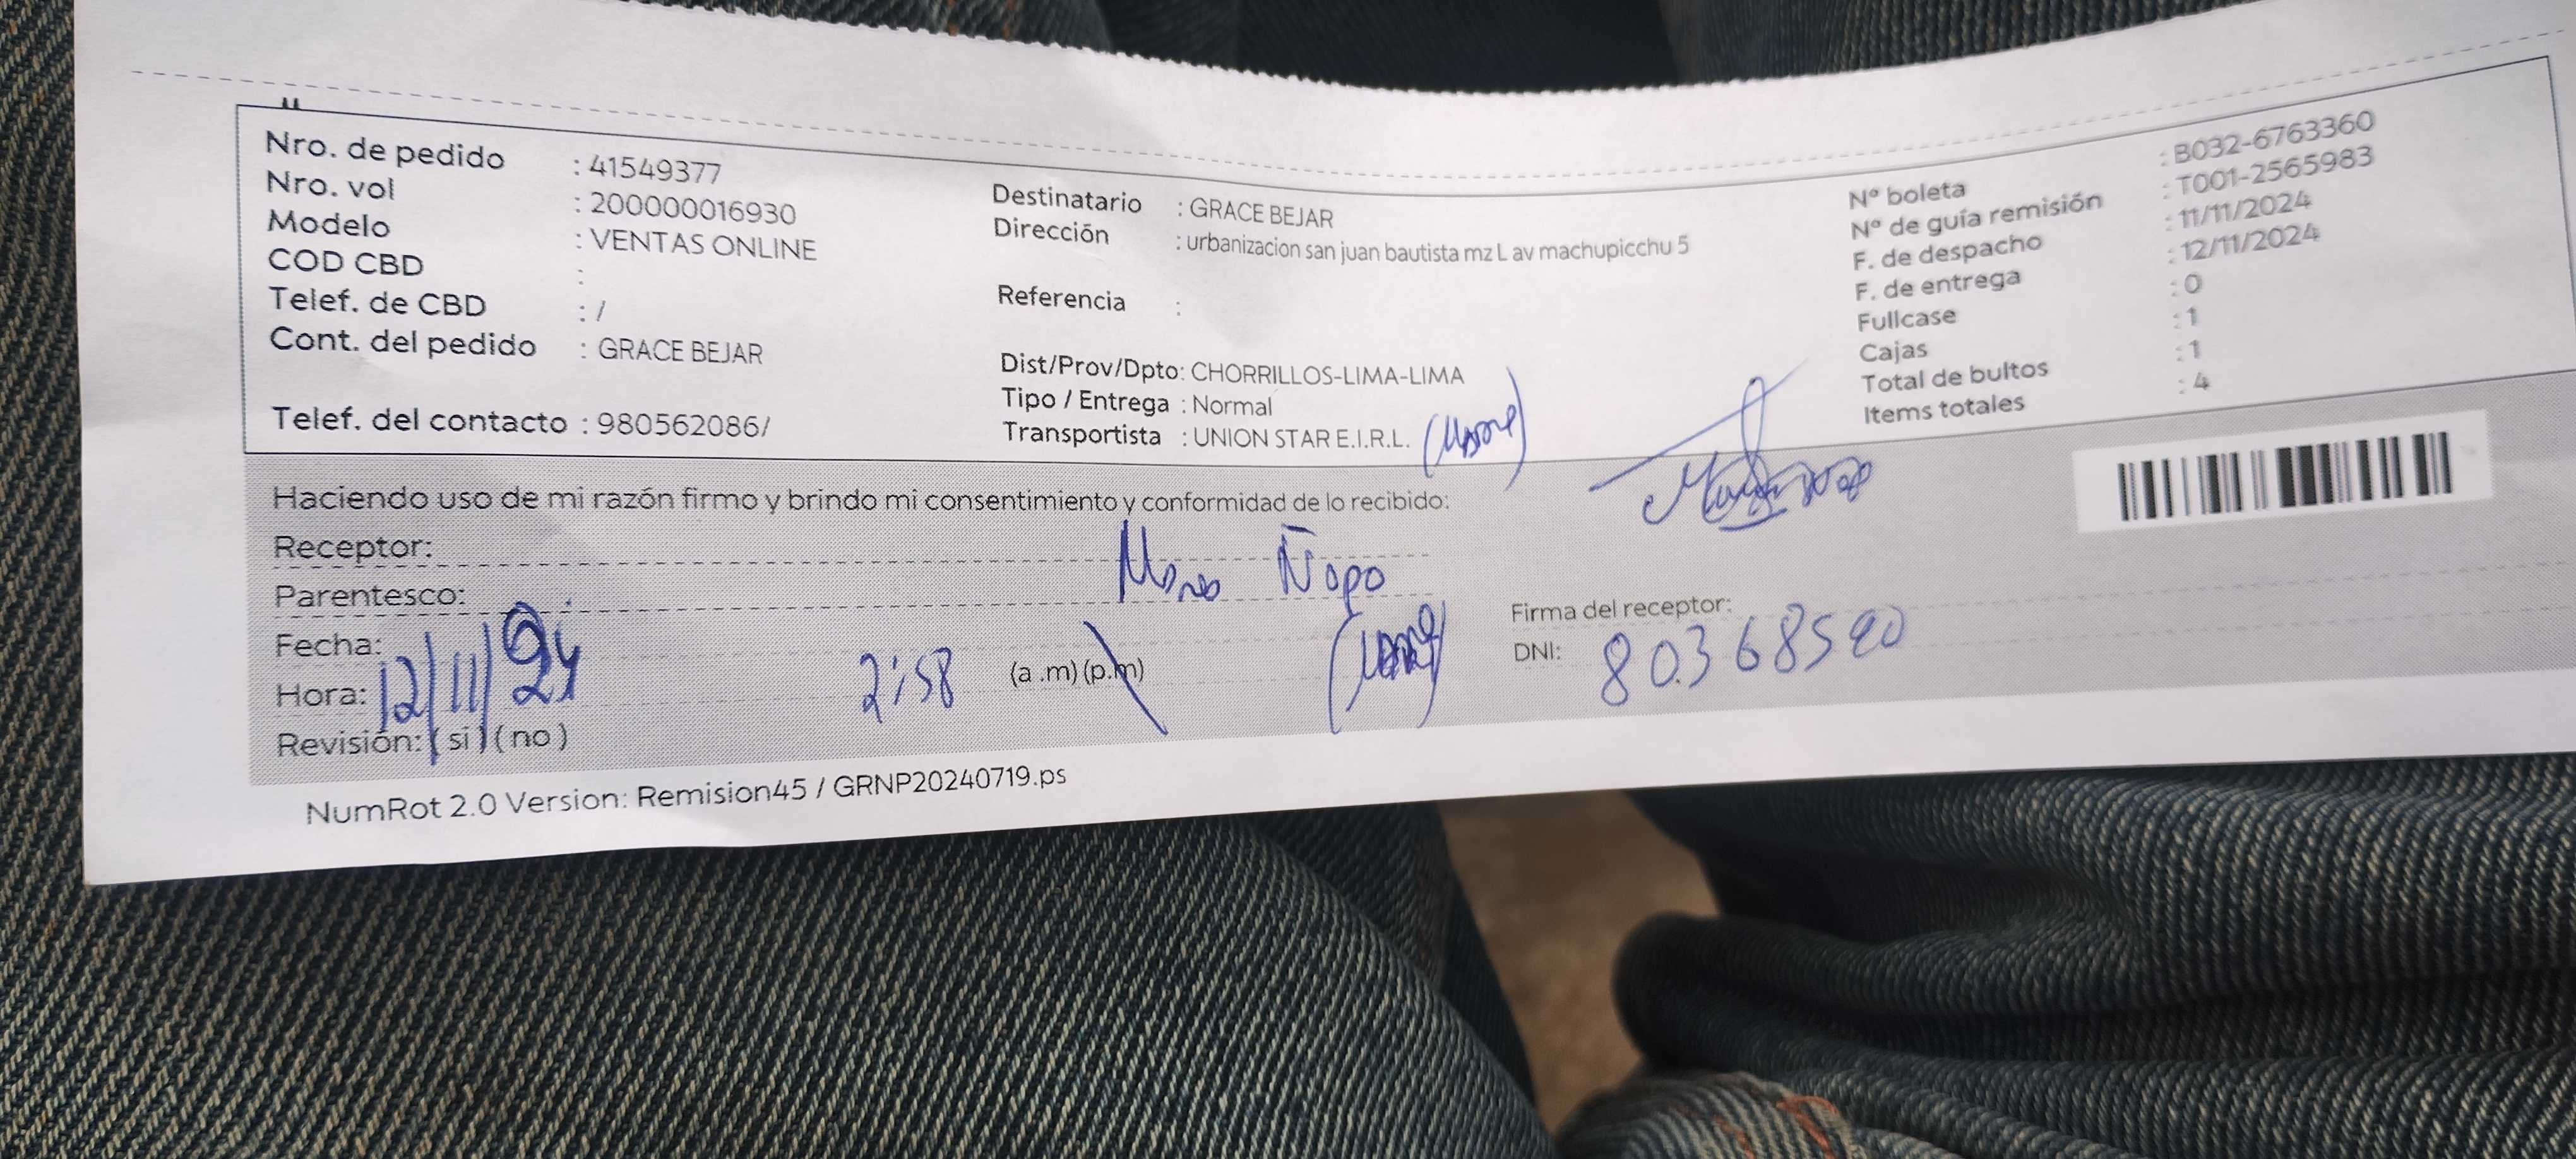 Nro. de pedido : 41549377
Nro. vol : 200000016930
Modelo : VENTAS ONLINE
COD CBD :
Telef. de CBD : /
Cont. del pedido : GRACE BEJAR
Telef. del contacto : 980562086/
Destinatario : GRACE BEJAR
Dirección : urbanizacion san juan bautista mz L av machupicchu 5
Referencia :
Dist/Prov/Dpto: CHORRILLOS-LIMA-LIMA
Tipo / Entrega : Normal
Transportista : UNION STAR E.I.R.L.
N° boleta : B032-6763360
N° de guía remisión : T001-2565983
F. de despacho : 11/11/2024
F. de entrega : 12/11/2024
Fullcase : 0
Cajas : 1
Total de bultos : 1
Items totales : 4
Haciendo uso de mi razón firmo y brindo mi consentimiento y conformidad de lo recibido:
Receptor:
Ñopo
Parentesco:
Fecha: 12/11/24
Hora: 2:58 (a .m) (p.m)
Revisión: ( si ) ( no )
Firma del receptor:
DNI: 80368520
NumRot 2.0 Version: Remision45 / GRNP20240719.ps